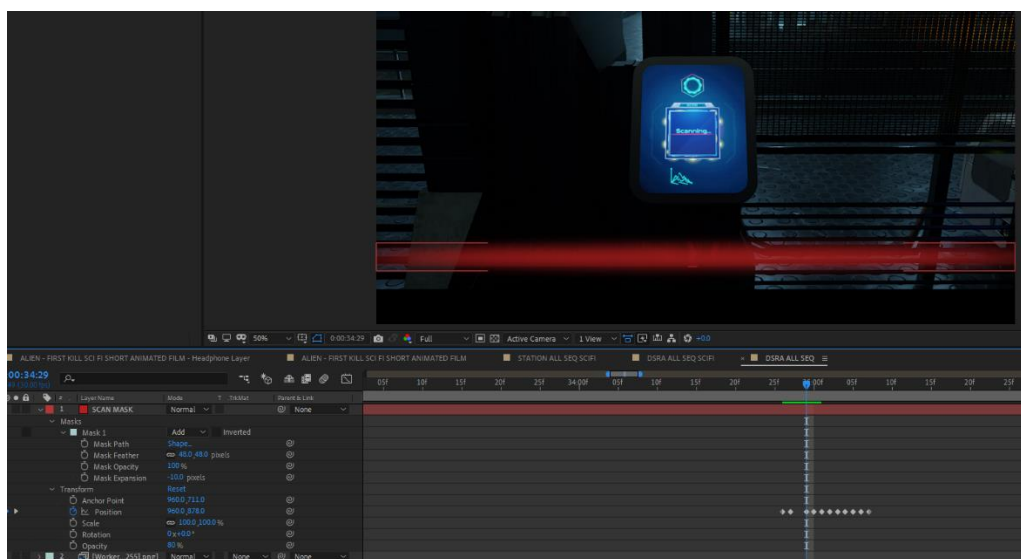 Scanning...
50%
0:00:34:29
Full
Active Camera
1 View
+0.0
ALIEN - FIRST KILL SCI FI SHORT ANIMATED FILM - Headphone Layer
ALIEN - FIRST KILL SCI FI SHORT ANIMATED FILM
STATION ALL SEQ SCIFI
DSRA ALL SEQ SCIFI
× DSRA ALL SEQ
00:34:29
(30.00 fps)
05f 10f 15f 20f 25f 34:00f 05f 10f 15f 20f 25f :00f 05f 10f 15f 20f 25f
# Layer Name Mode T TrkMat Parent & Link
1 SCAN MASK Normal None
Masks
Mask 1 Add Inverted
Mask Path Shape...
Mask Feather 48.0,48.0 pixels
Mask Opacity 100 %
Mask Expansion -10.0 pixels
Transform Reset
Anchor Point 960.0,711.0
Position 960.0,878.0
Scale 100.0,100.0 %
Rotation 0x+0.0°
Opacity 80 %
2 [Worker_255].png] Normal None None